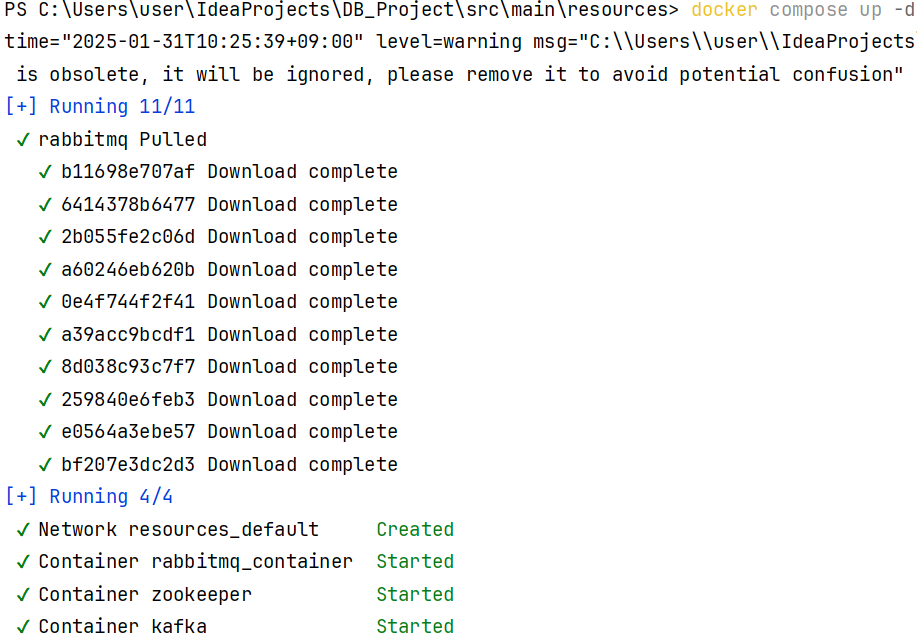 PS C:\Users\user\IdeaProjects\DB_Project\src\main\resources> docker compose up -d
time="2025-01-31T10:25:39+09:00" level=warning msg="C:\\Users\\user\\IdeaProjects\
 is obsolete, it will be ignored, please remove it to avoid potential confusion"
[+] Running 11/11
 ✓ rabbitmq Pulled
   ✓ b11698e707af Download complete
   ✓ 6414378b6477 Download complete
   ✓ 2b055fe2c06d Download complete
   ✓ a60246eb620b Download complete
   ✓ 0e4f744f2f41 Download complete
   ✓ a39acc9bcdf1 Download complete
   ✓ 8d038c93c7f7 Download complete
   ✓ 259840e6feb3 Download complete
   ✓ e0564a3ebe57 Download complete
   ✓ bf207e3dc2d3 Download complete
[+] Running 4/4
 ✓ Network resources_default     Created
 ✓ Container rabbitmq_container  Started
 ✓ Container zookeeper           Started
 ✓ Container kafka               Started